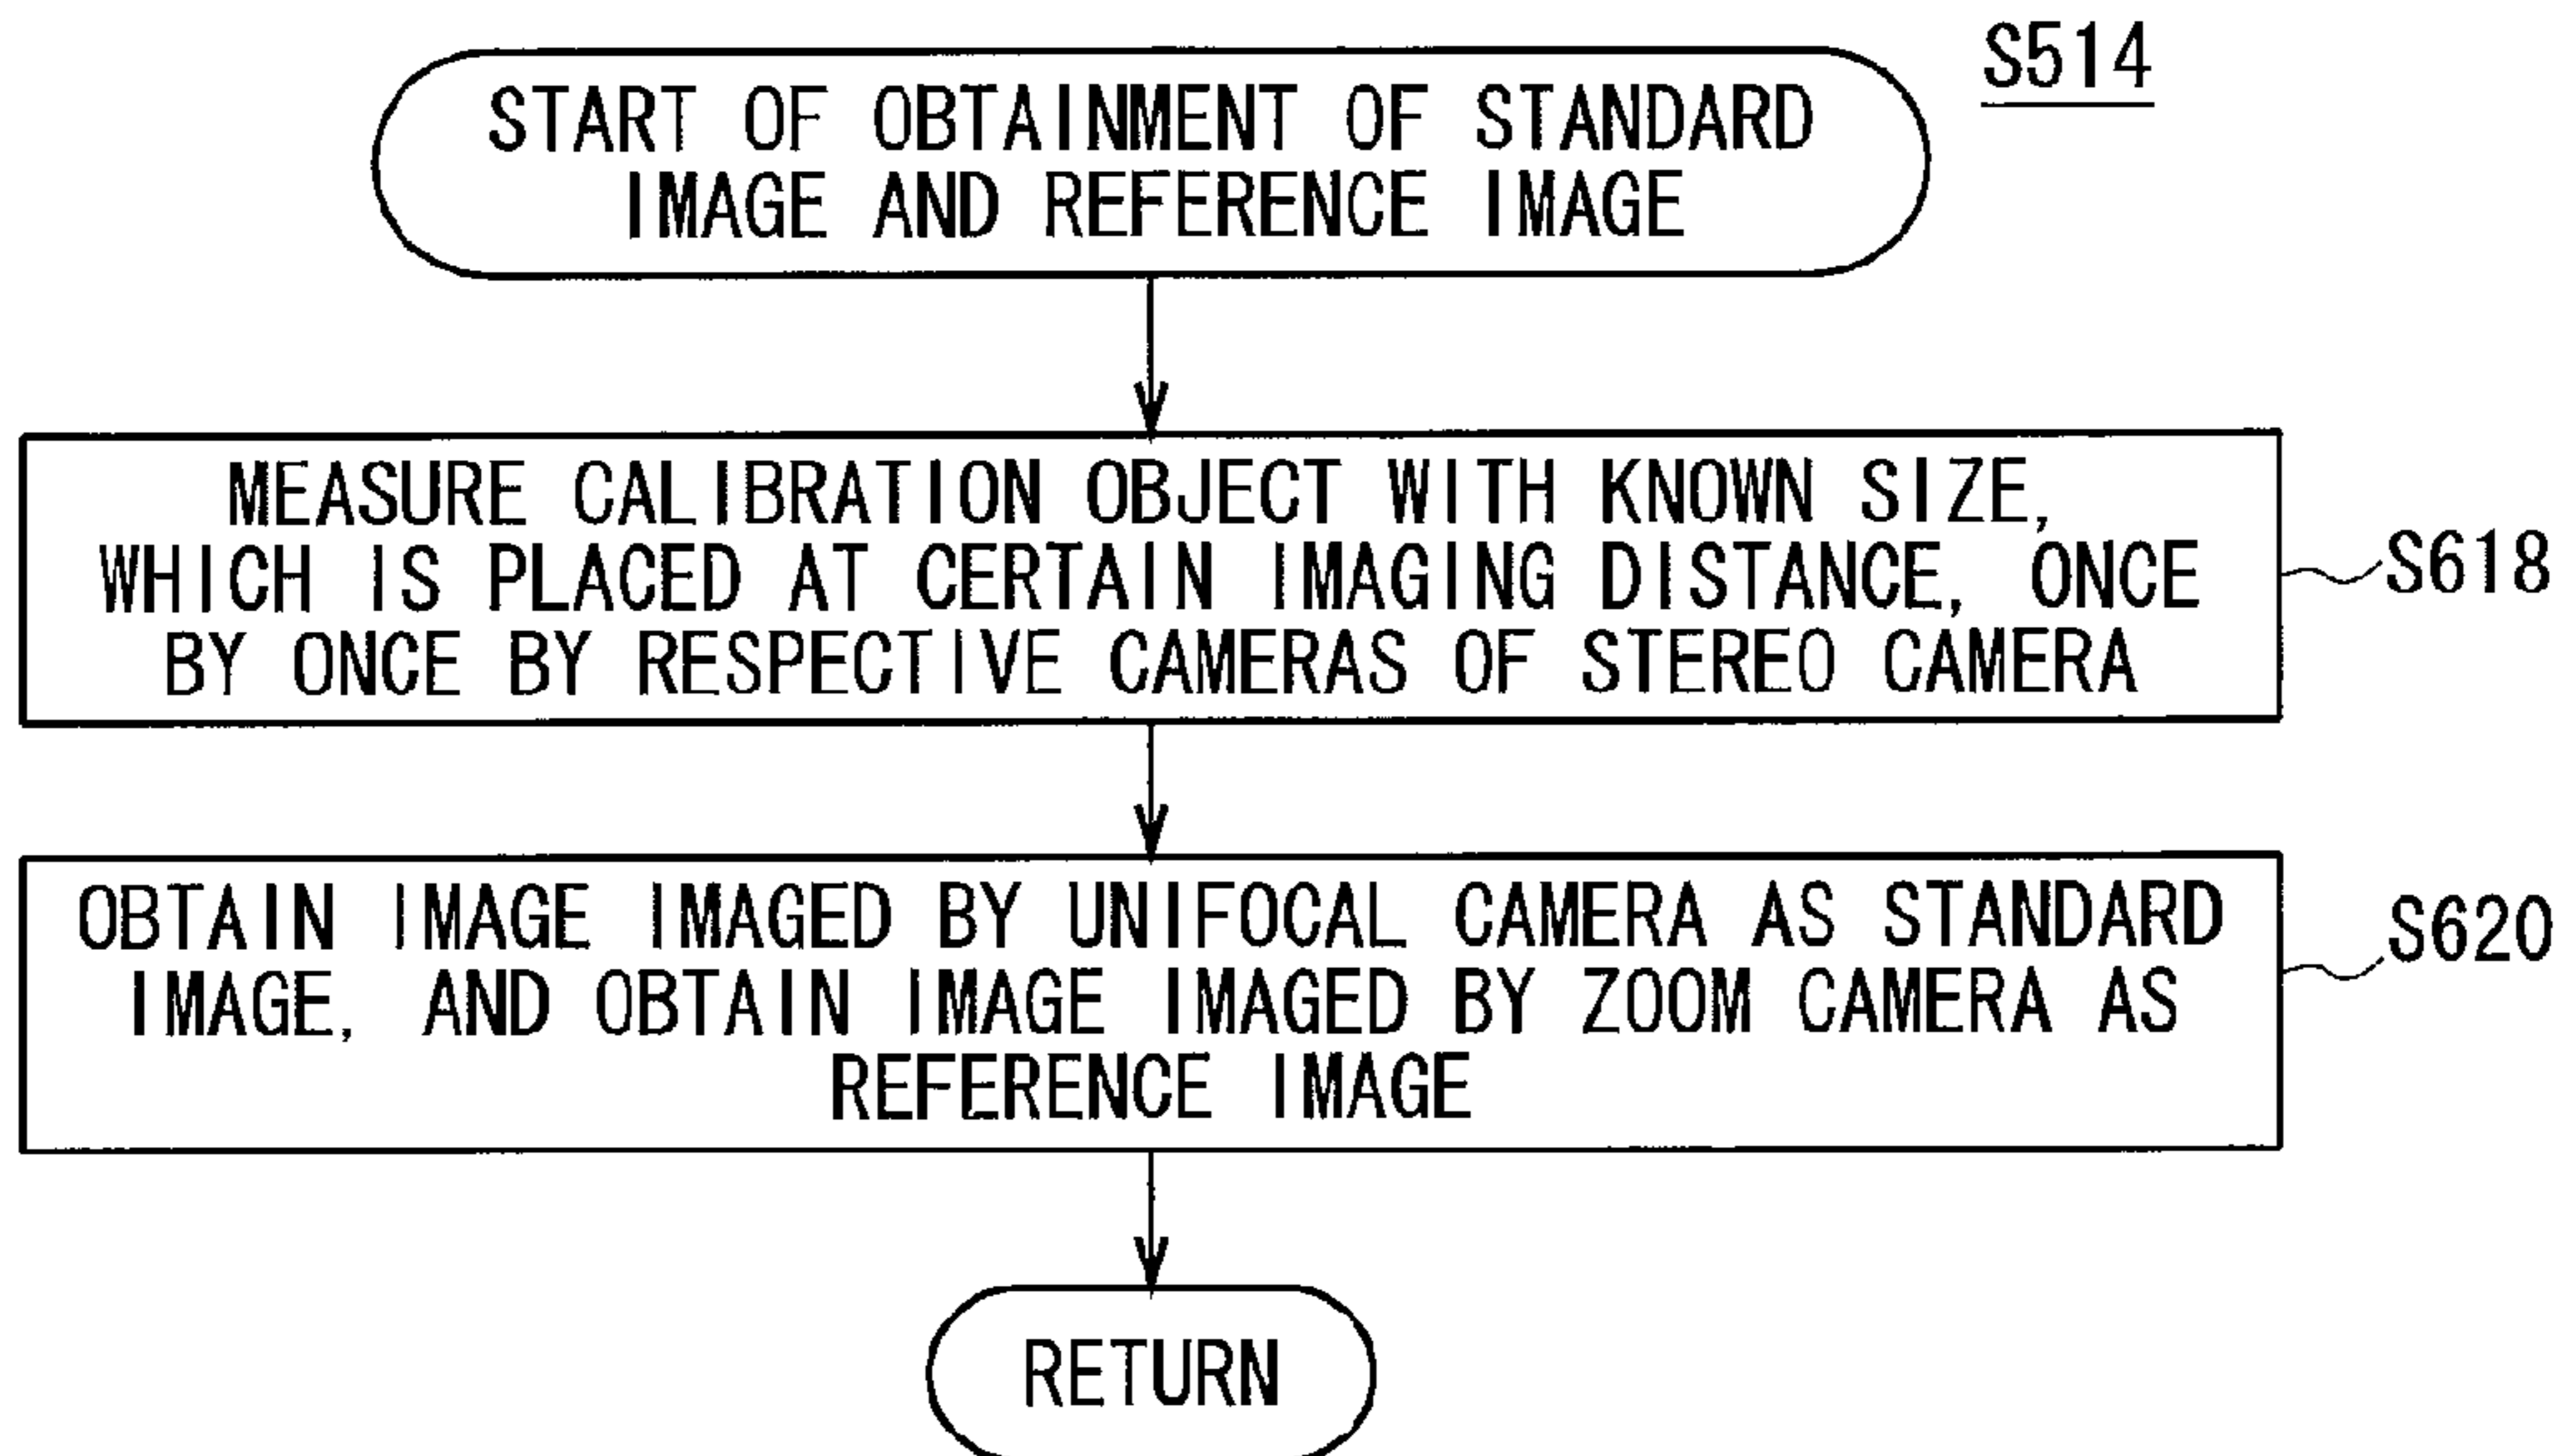 S514
START OF OBTAINMENT OF STANDARD
IMAGE AND REFERENCE IMAGE
MEASURE CALIBRATION OBJECT WITH KNOWN SIZE,
WHICH IS PLACED AT CERTAIN IMAGING DISTANCE, ONCE
BY ONCE BY RESPECTIVE CAMERAS OF STEREO CAMERA
S618
OBTAIN IMAGE IMAGED BY UNIFOCAL CAMERA AS STANDARD
IMAGE, AND OBTAIN IMAGE IMAGED BY ZOOM CAMERA AS
REFERENCE IMAGE
S620
RETURN